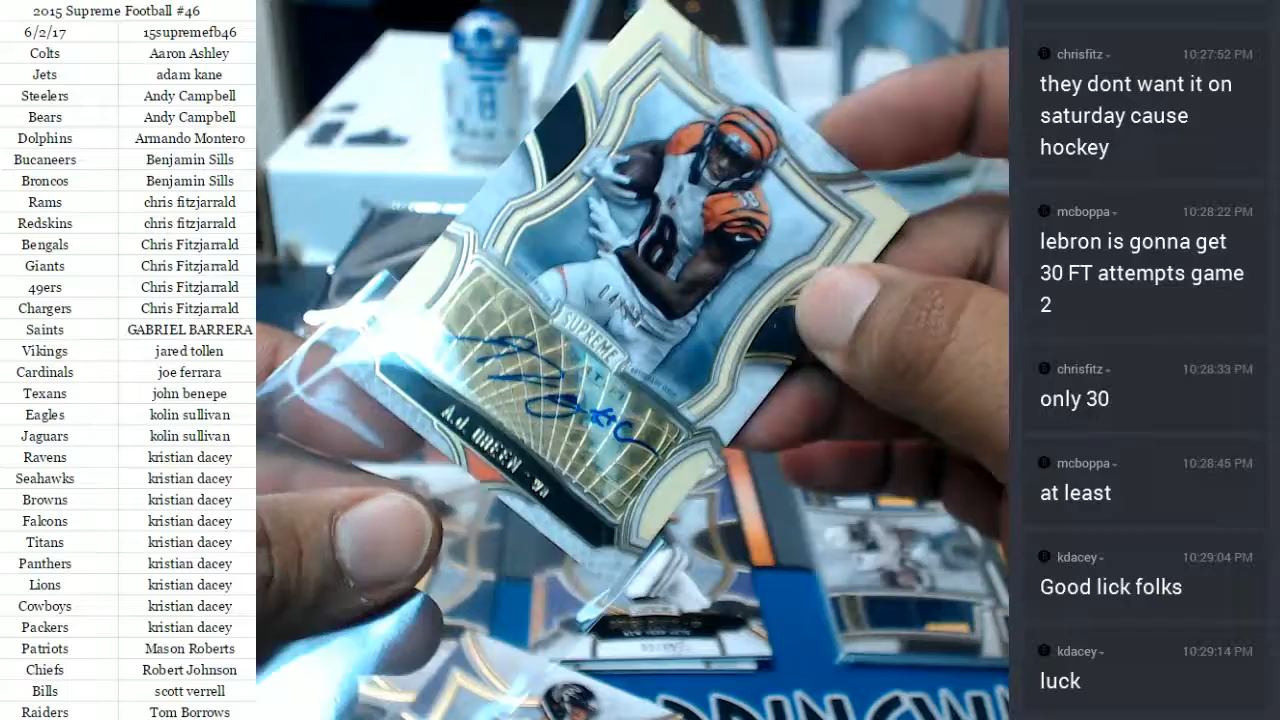 2015 Supreme Football #46
6/2/17 15supremefb46
Colts Aaron Ashley
Jets adam kane
Steelers Andy Campbell
Bears Andy Campbell
Dolphins Armando Montero
Bucaneers Benjamin Sills
Broncos Benjamin Sills
Rams chris fitzjarrald
Redskins chris fitzjarrald
Bengals Chris Fitzjarrald
Giants Chris Fitzjarrald
49ers Chris Fitzjarrald
Chargers Chris Fitzjarrald
Saints GABRIEL BARRERA
Vikings jared tollen
Cardinals joe ferrara
Texans john benepe
Eagles kolin sullivan
Jaguars kolin sullivan
Ravens kristian dacey
Seahawks kristian dacey
Browns kristian dacey
Falcons kristian dacey
Titans kristian dacey
Panthers kristian dacey
Lions kristian dacey
Cowboys kristian dacey
Packers kristian dacey
Patriots Mason Roberts
Chiefs Robert Johnson
Bills scott verrell
Raiders Tom Borrows
18
SUPREME
A.J. GREEN - WR
chrisfitz 10:27:52 PM
they dont want it on
saturday cause
hockey
mcboppa 10:28:22 PM
lebron is gonna get
30 FT attempts game
2
chrisfitz 10:28:33 PM
only 30
mcboppa 10:28:45 PM
at least
kdacey 10:29:04 PM
Good lick folks
kdacey 10:29:14 PM
luck